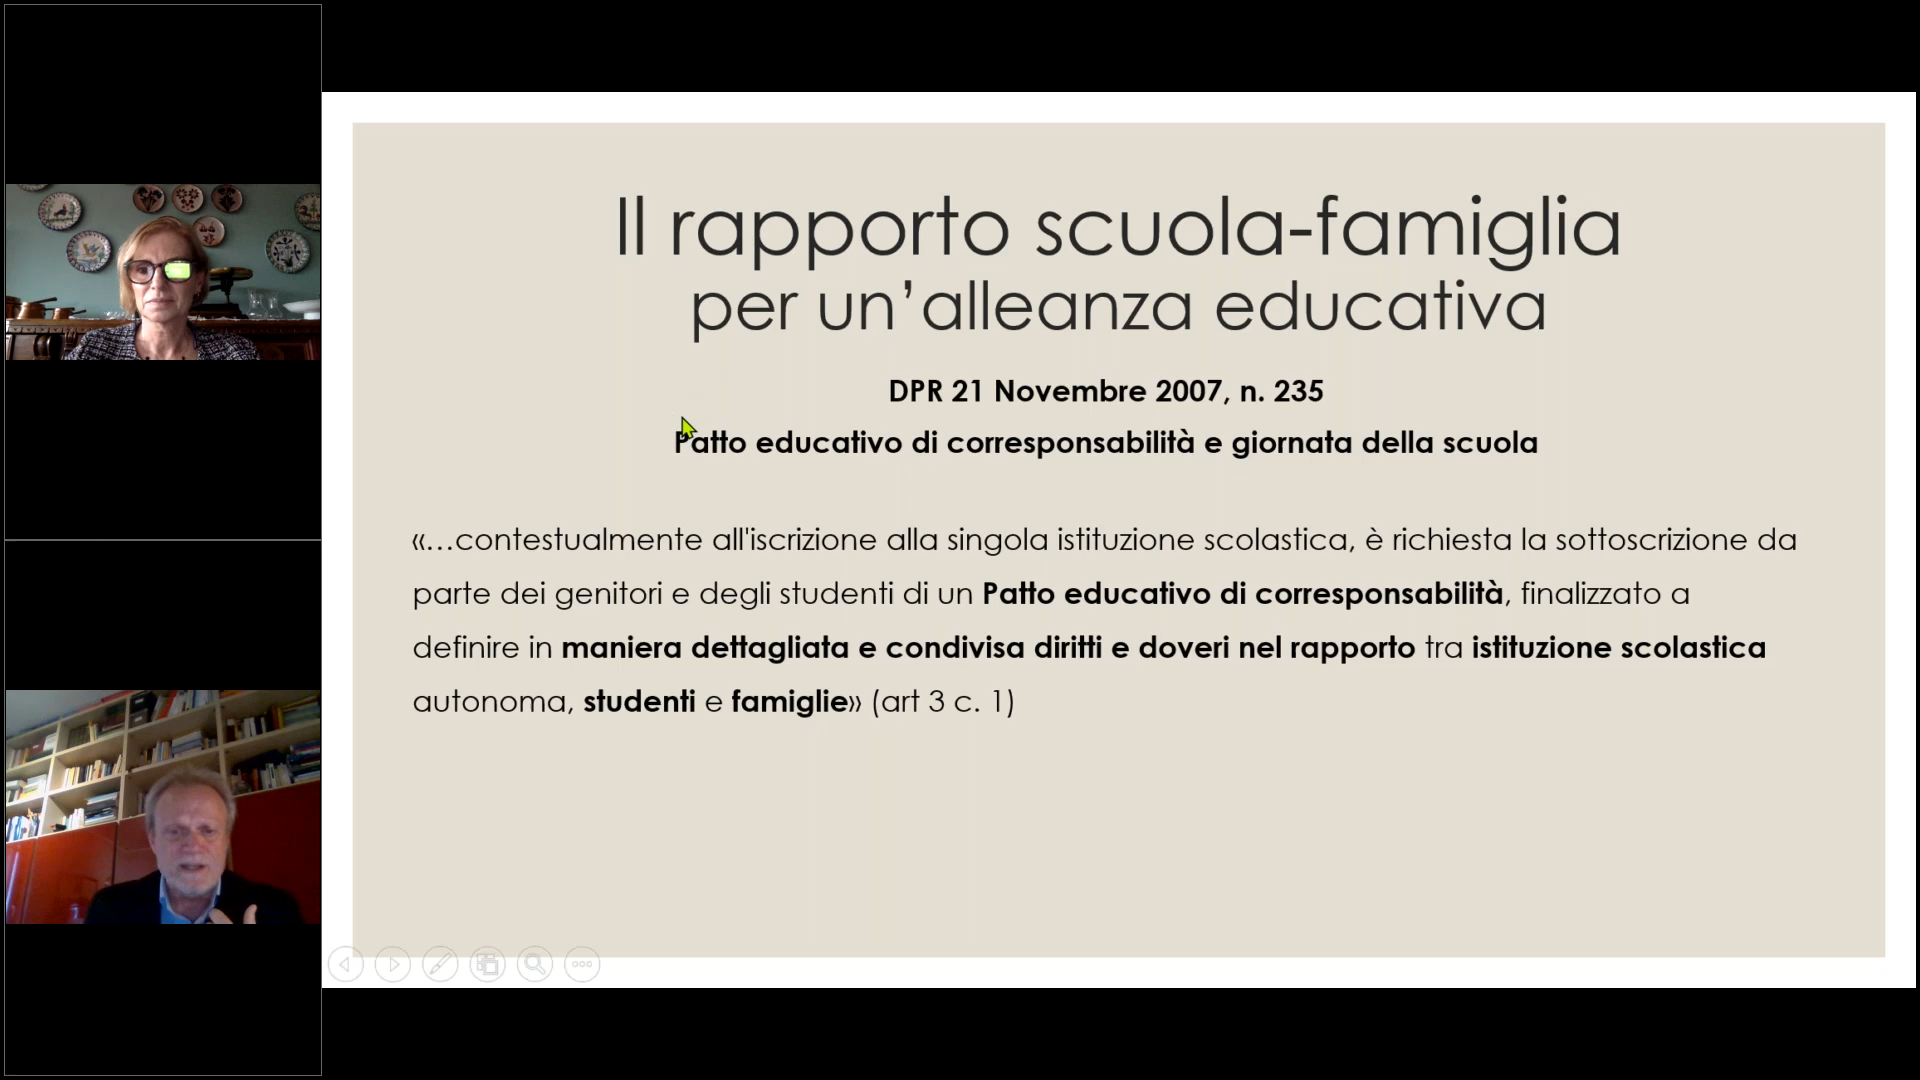 Il rapporto scuola-famiglia
per un’alleanza educativa
DPR 21 Novembre 2007, n. 235
Patto educativo di corresponsabilità e giornata della scuola
«…contestualmente all'iscrizione alla singola istituzione scolastica, è richiesta la sottoscrizione da
parte dei genitori e degli studenti di un Patto educativo di corresponsabilità, finalizzato a
definire in maniera dettagliata e condivisa diritti e doveri nel rapporto tra istituzione scolastica
autonoma, studenti e famiglie» (art 3 c. 1)